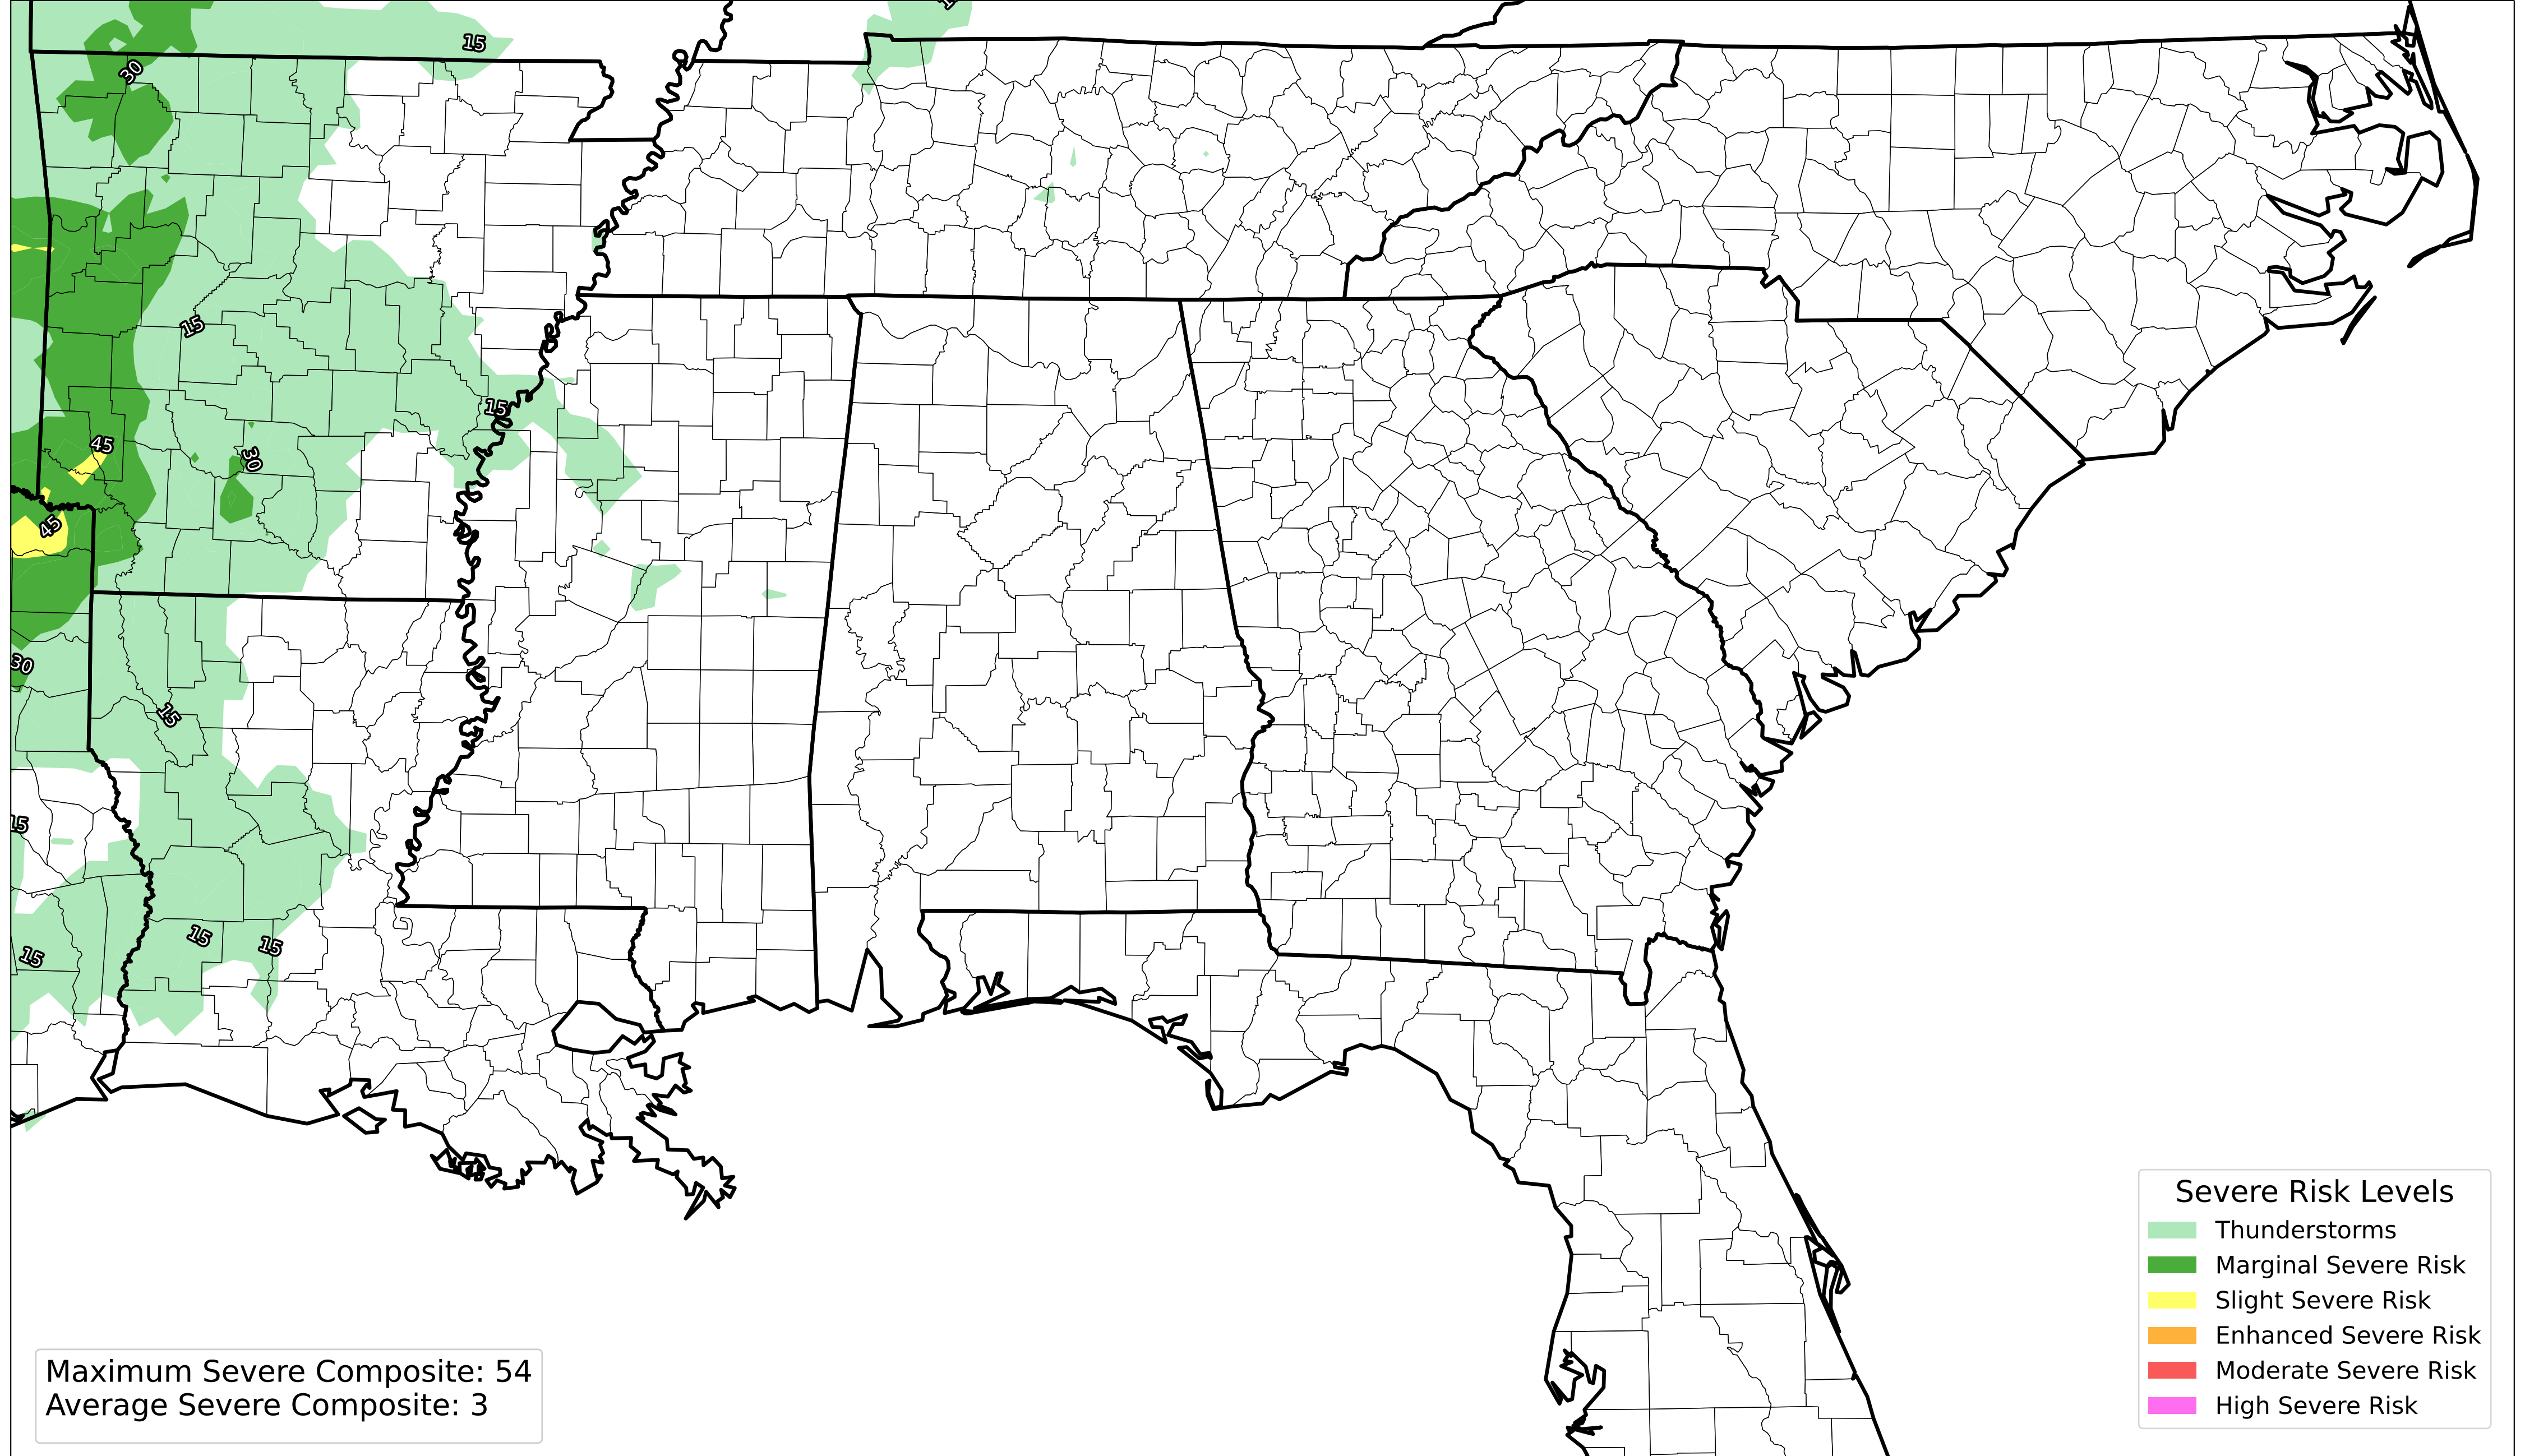 15
30
15
15
45
30
45
30
15
15
15
15
15
Severe Risk Levels
Thunderstorms
Marginal Severe Risk
Slight Severe Risk
Enhanced Severe Risk
Moderate Severe Risk
High Severe Risk
Maximum Severe Composite: 54
Average Severe Composite: 3